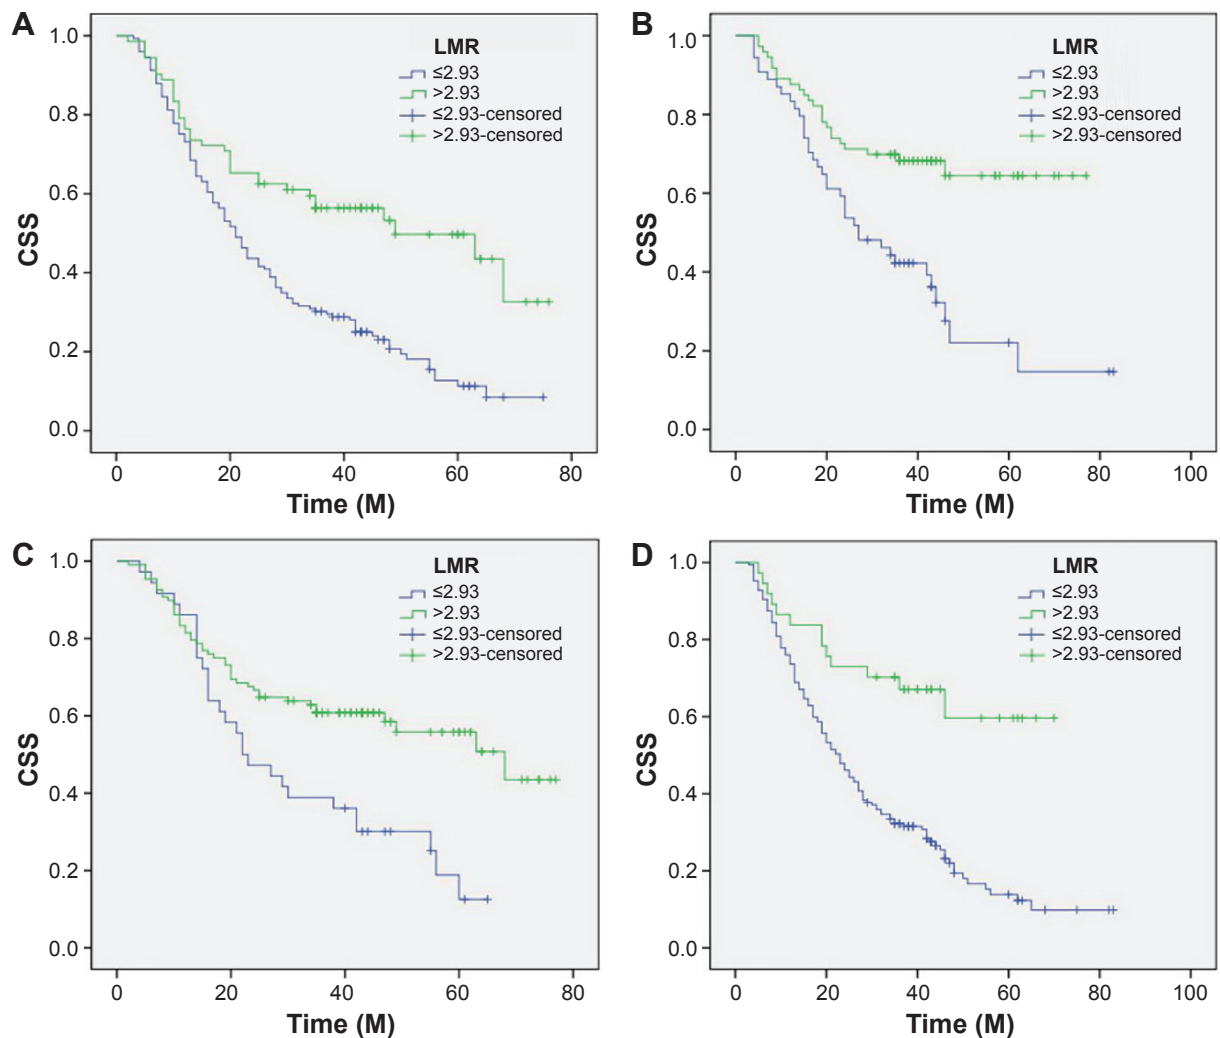 A
LMR
≤2.93
>2.93
≤2.93-censored
>2.93-censored
CSS
1.0
0.8
0.6
0.4
0.2
0.0
0 20 40 60 80
Time (M)
B
LMR
≤2.93
>2.93
≤2.93-censored
>2.93-censored
CSS
1.0
0.8
0.6
0.4
0.2
0.0
0 20 40 60 80 100
Time (M)
C
LMR
≤2.93
>2.93
≤2.93-censored
>2.93-censored
CSS
1.0
0.8
0.6
0.4
0.2
0.0
0 20 40 60 80
Time (M)
D
LMR
≤2.93
>2.93
≤2.93-censored
>2.93-censored
CSS
1.0
0.8
0.6
0.4
0.2
0.0
0 20 40 60 80 100
Time (M)